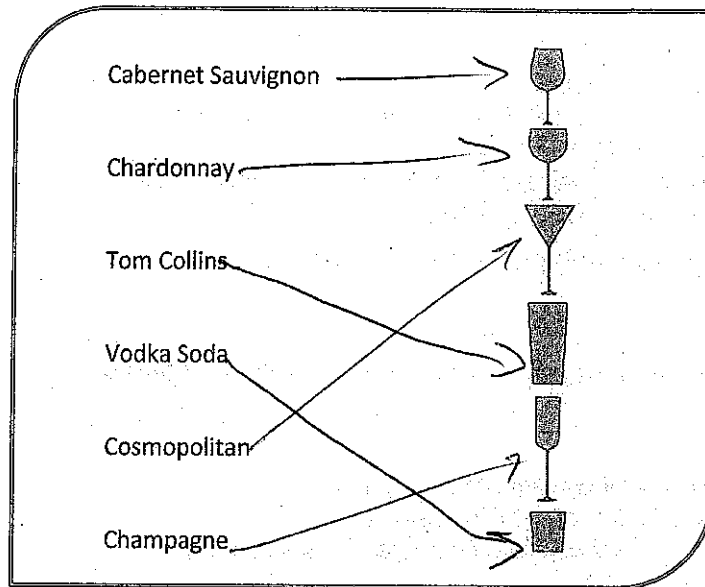 Cabernet Sauvignon
Chardonnay
Tom Collins
Vodka Soda
Cosmopolitan
Champagne